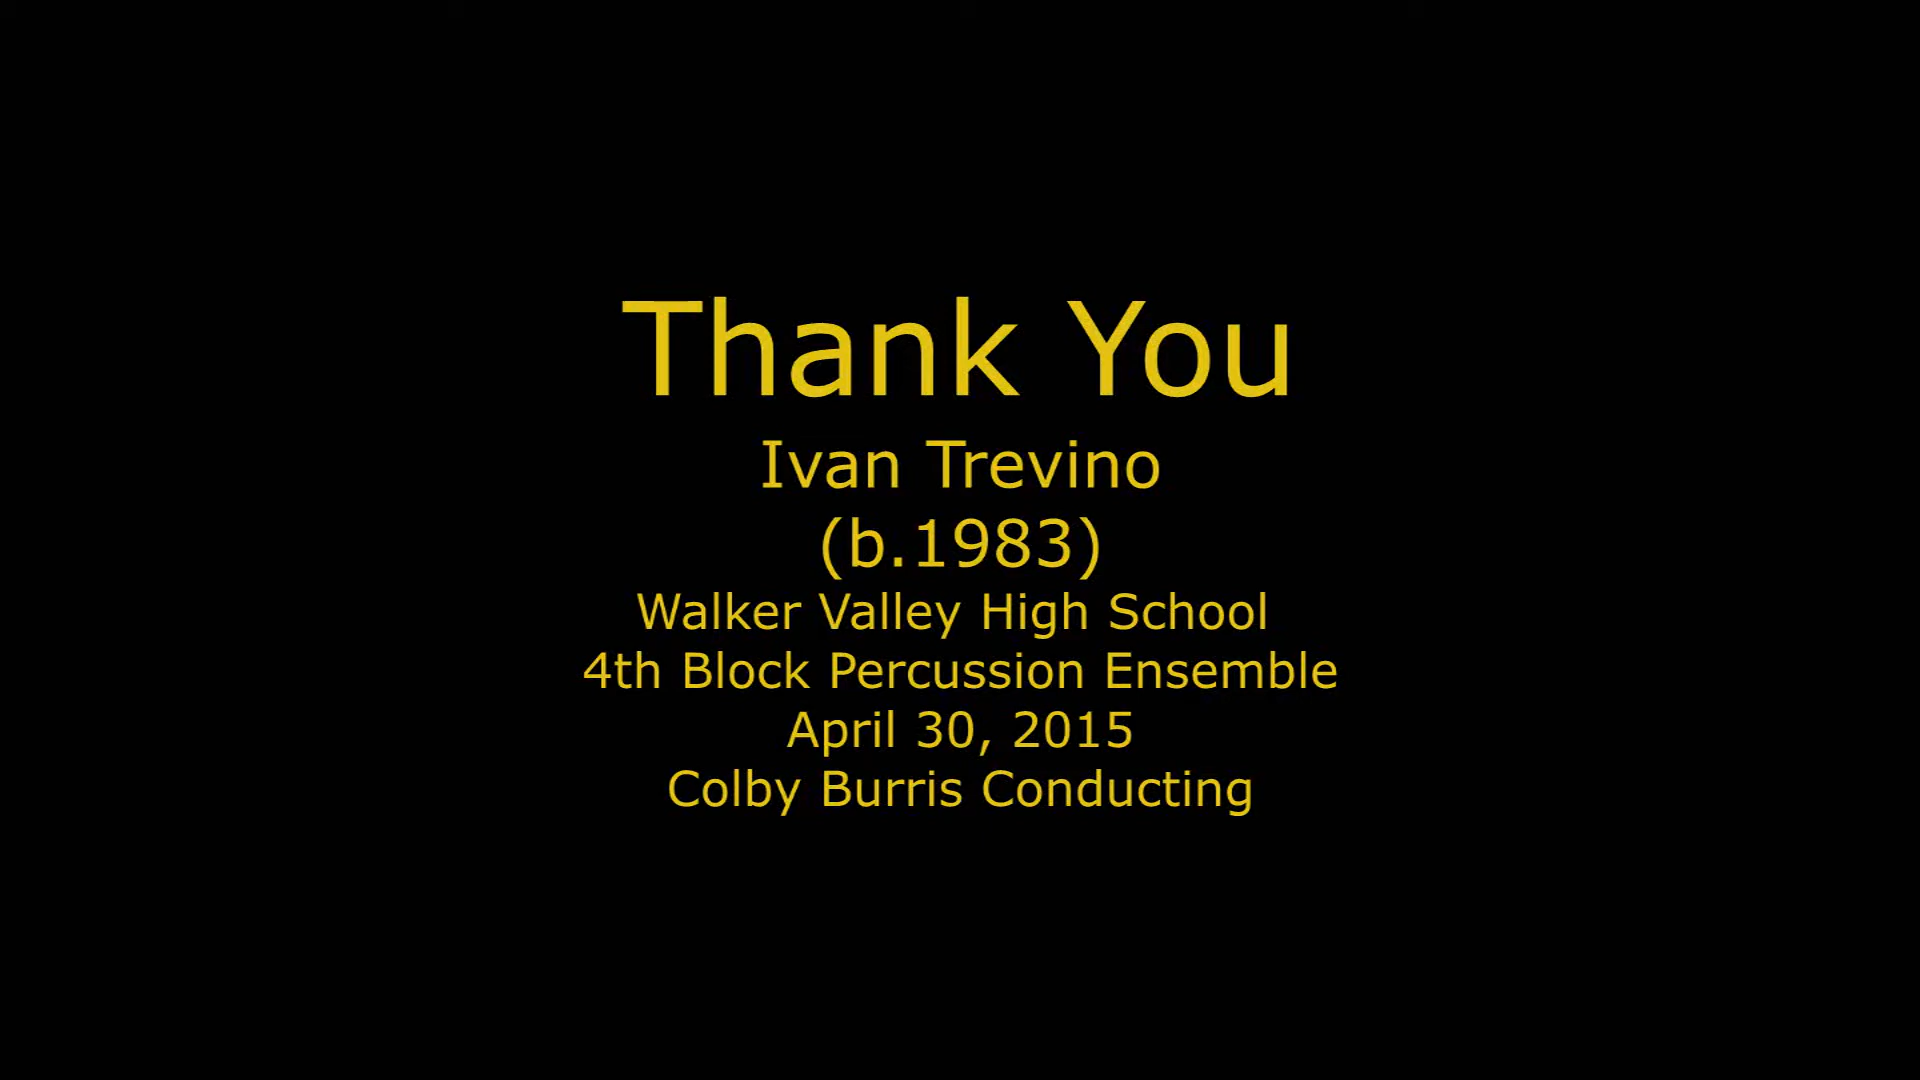 Thank You
Ivan Trevino
(b.1983)
Walker Valley High School
4th Block Percussion Ensemble
April 30, 2015
Colby Burris Conducting